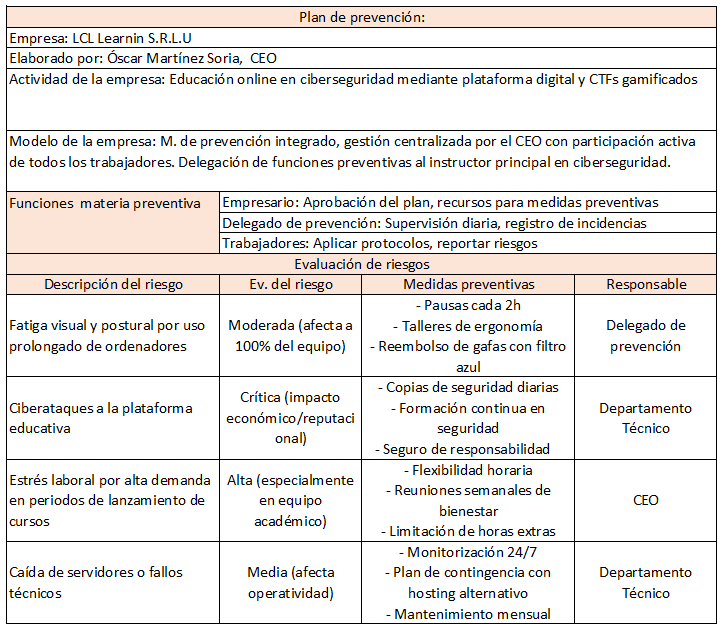 Plan de prevención:
Empresa: LCL Learnin S.R.L.U
Elaborado por: Óscar Martínez Soria, CEO
Actividad de la empresa: Educación online en ciberseguridad mediante plataforma digital y CTFs gamificados
Modelo de la empresa: M. de prevención integrado, gestión centralizada por el CEO con participación activa
de todos los trabajadores. Delegación de funciones preventivas al instructor principal en ciberseguridad.
Funciones materia preventiva
Empresario: Aprobación del plan, recursos para medidas preventivas
Delegado de prevención: Supervisión diaria, registro de incidencias
Trabajadores: Aplicar protocolos, reportar riesgos
Evaluación de riesgos
Descripción del riesgo
Ev. del riesgo
Medidas preventivas
Responsable
Fatiga visual y postural por uso
prolongado de ordenadores
Moderada (afecta a
100% del equipo)
- Pausas cada 2h
- Talleres de ergonomía
- Reembolso de gafas con filtro
azul
Delegado de
prevención
Ciberataques a la plataforma
educativa
Crítica (impacto
económico/reputaci
onal)
- Copias de seguridad diarias
- Formación continua en
seguridad
- Seguro de responsabilidad
Departamento
Técnico
Estrés laboral por alta demanda
en periodos de lanzamiento de
cursos
Alta (especialmente
en equipo
académico)
- Flexibilidad horaria
- Reuniones semanales de
bienestar
- Limitación de horas extras
CEO
Caída de servidores o fallos
técnicos
Media (afecta
operatividad)
- Monitorización 24/7
- Plan de contingencia con
hosting alternativo
- Mantenimiento mensual
Departamento
Técnico